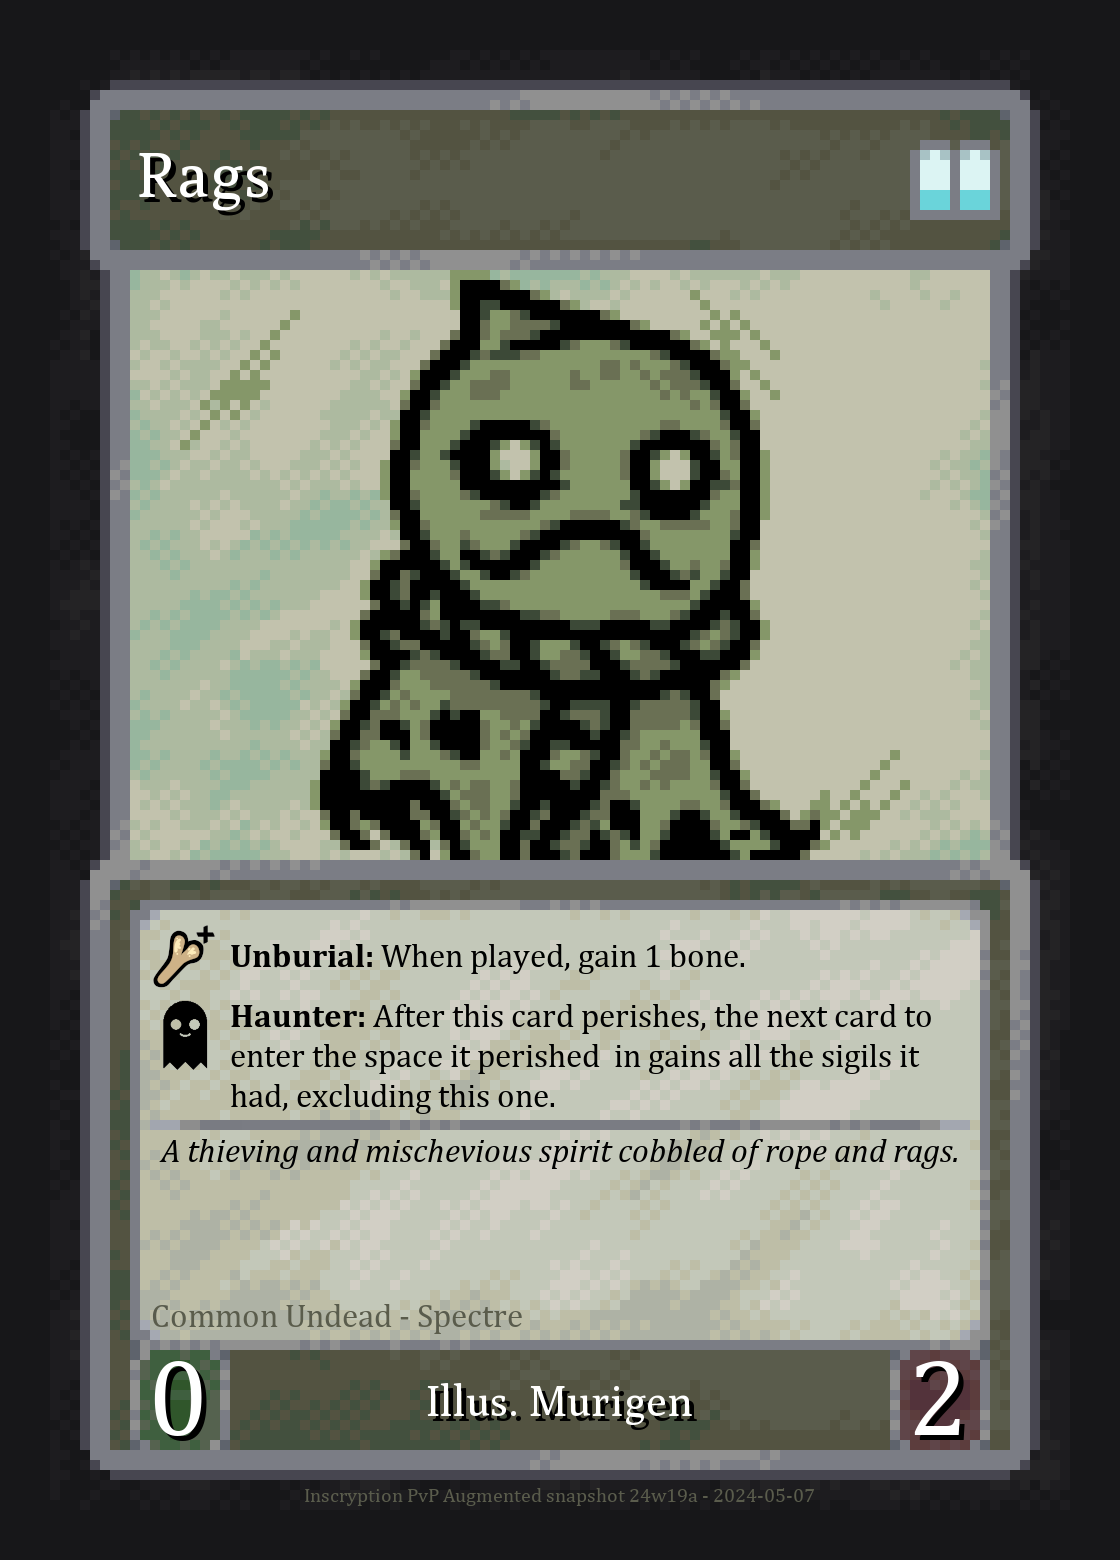 Rags
Unburial: When played, gain 1 bone.
Haunter: After this card perishes, the next card to
enter the space it perished  in gains all the sigils it
had, excluding this one.
A thieving and mischevious spirit cobbled of rope and rags.
Common Undead - Spectre
0
Illus. Murigen
2
Inscryption PvP Augmented snapshot 24w19a - 2024-05-07